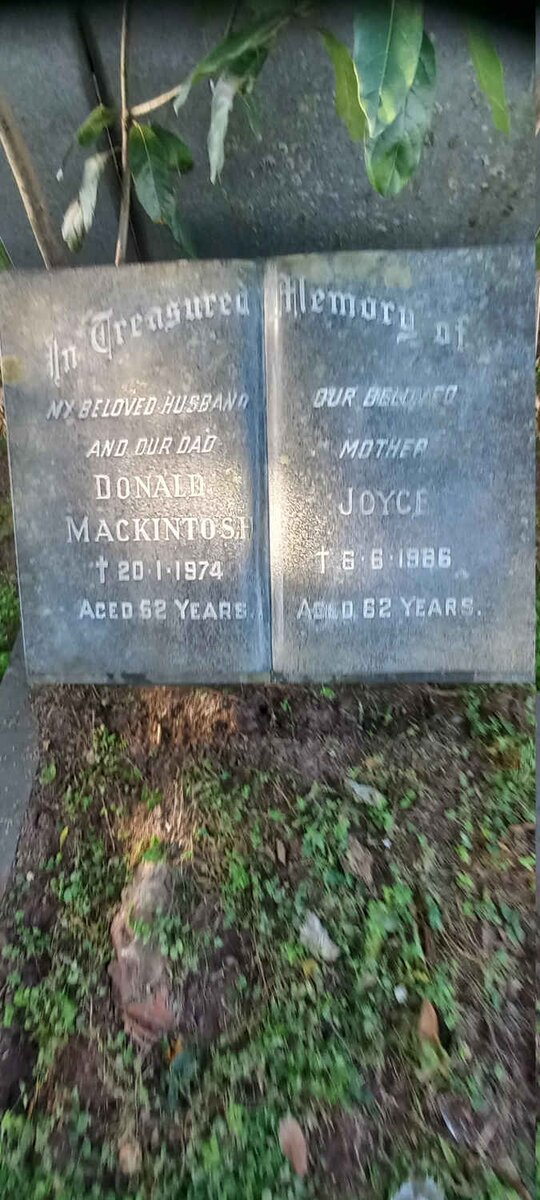 In Treasured Memory of
MY BELOVED HUSBAND
AND OUR DAD
DONALD
MACKINTOSH
† 20·1·1974
AGED 52 YEARS.
OUR BELOVED
MOTHER
JOYCE
† 6·6·1986
AGED 62 YEARS.